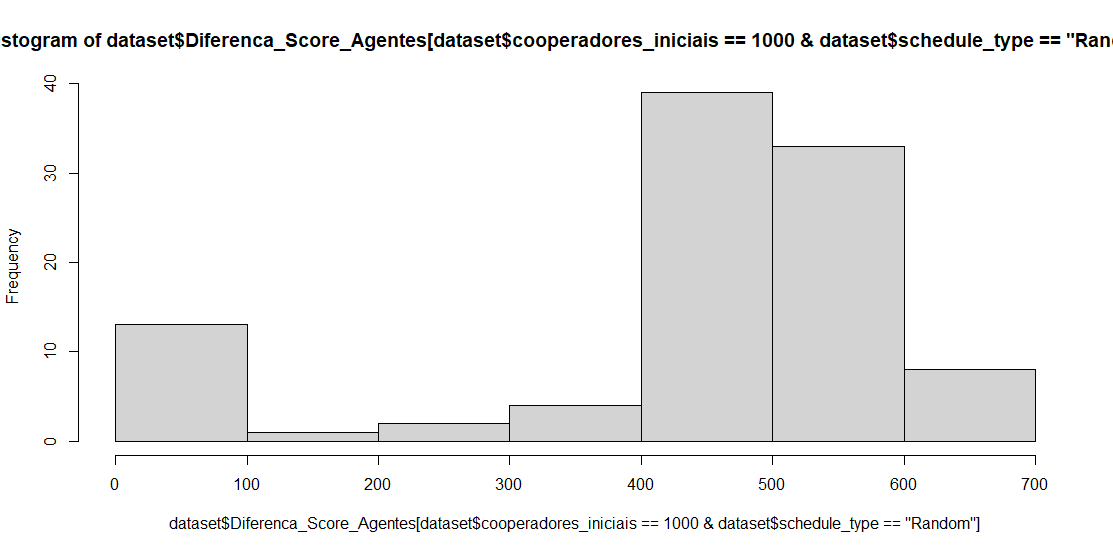 stogram of dataset$Diferenca_Score_Agentes[dataset$cooperadores_iniciais == 1000 & dataset$schedule_type == "Ran
40
30
20
10
0
Frequency
0 100 200 300 400 500 600 700
dataset$Diferenca_Score_Agentes[dataset$cooperadores_iniciais == 1000 & dataset$schedule_type == "Random"]